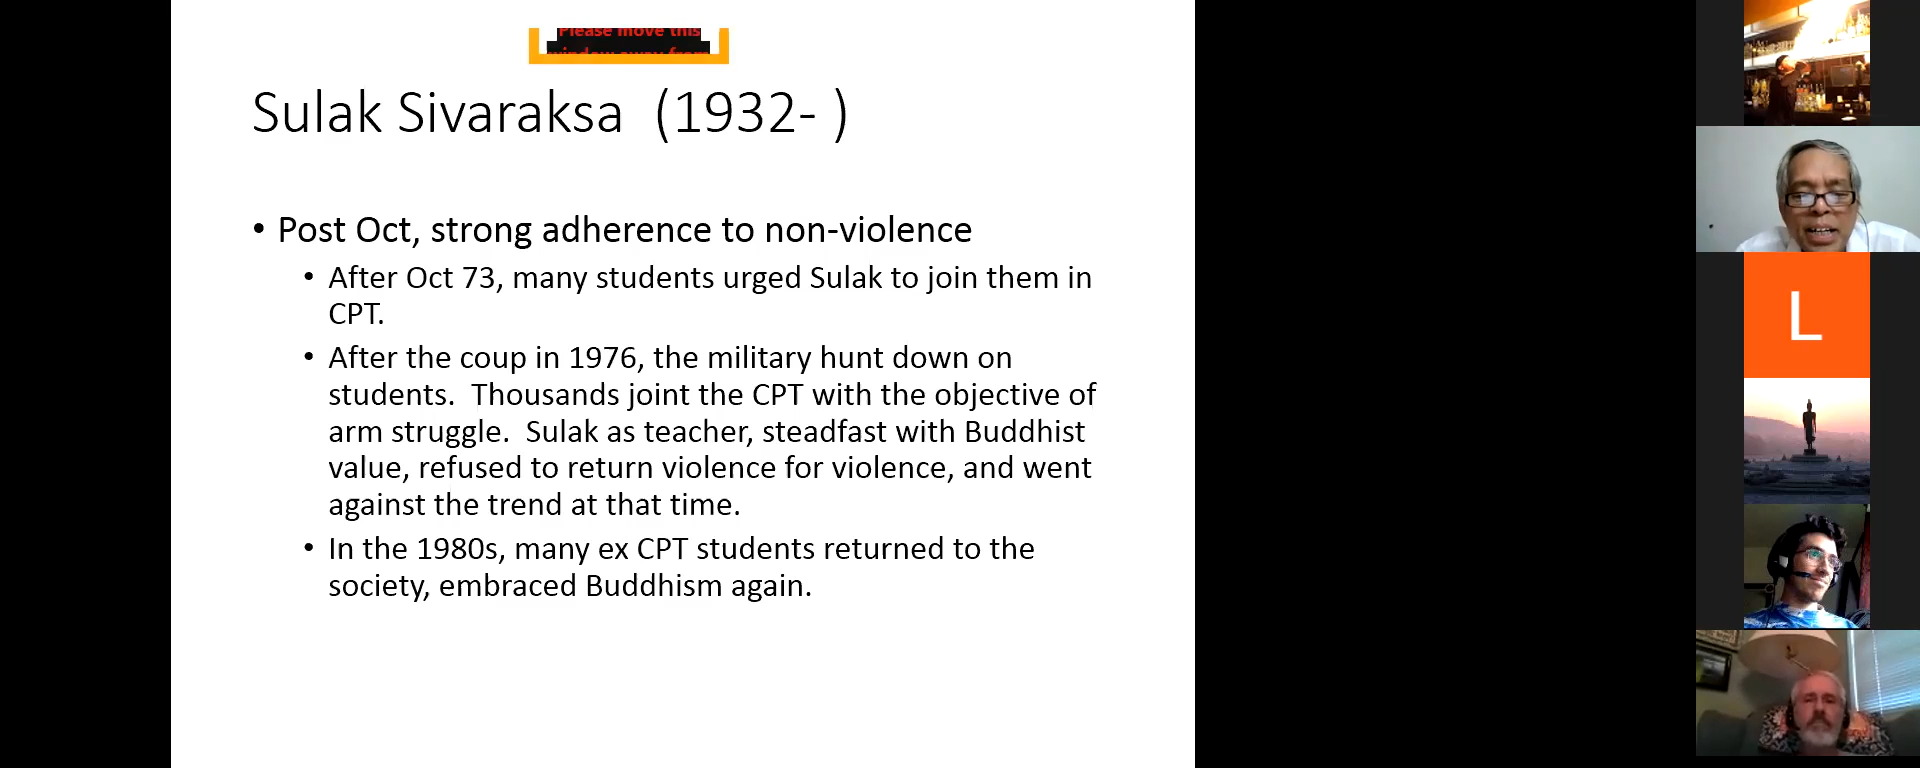 Please move this
window away from
Sulak Sivaraksa (1932- )
• Post Oct, strong adherence to non-violence
• After Oct 73, many students urged Sulak to join them in
CPT.
• After the coup in 1976, the military hunt down on
students. Thousands joint the CPT with the objective of
arm struggle. Sulak as teacher, steadfast with Buddhist
value, refused to return violence for violence, and went
against the trend at that time.
• In the 1980s, many ex CPT students returned to the
society, embraced Buddhism again.
L